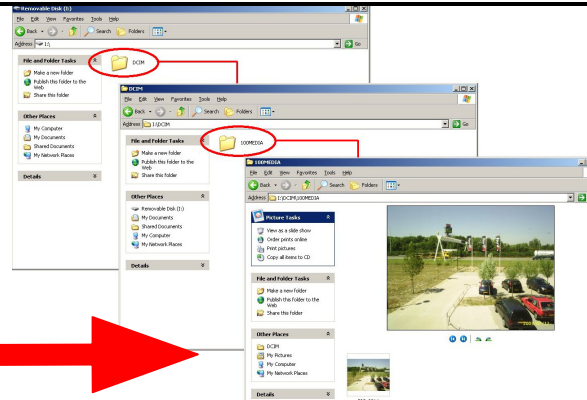 Removable Disk (I:)
File Edit View Favorites Tools Help
Back Search Folders
Address I:\ Go
File and Folder Tasks
Make a new folder
Publish this folder to the
Web
Share this folder
Other Places
My Computer
My Documents
Shared Documents
My Network Places
Details
DCIM
DCIM
File Edit View Favorites Tools Help
Back Search Folders
Address I:\DCIM Go
File and Folder Tasks
Make a new folder
Publish this folder to the
Web
Share this folder
Other Places
Removable Disk (I:)
My Documents
Shared Documents
My Computer
My Network Places
Details
100MEDIA
100MEDIA
File Edit View Favorites Tools Help
Back Search Folders
Address I:\DCIM\100MEDIA
Picture Tasks
View as a slide show
Order prints online
Print pictures
Copy all items to CD
File and Folder Tasks
Make a new folder
Publish this folder to the
Web
Share this folder
Other Places
DCIM
My Pictures
My Computer
My Network Places
Details